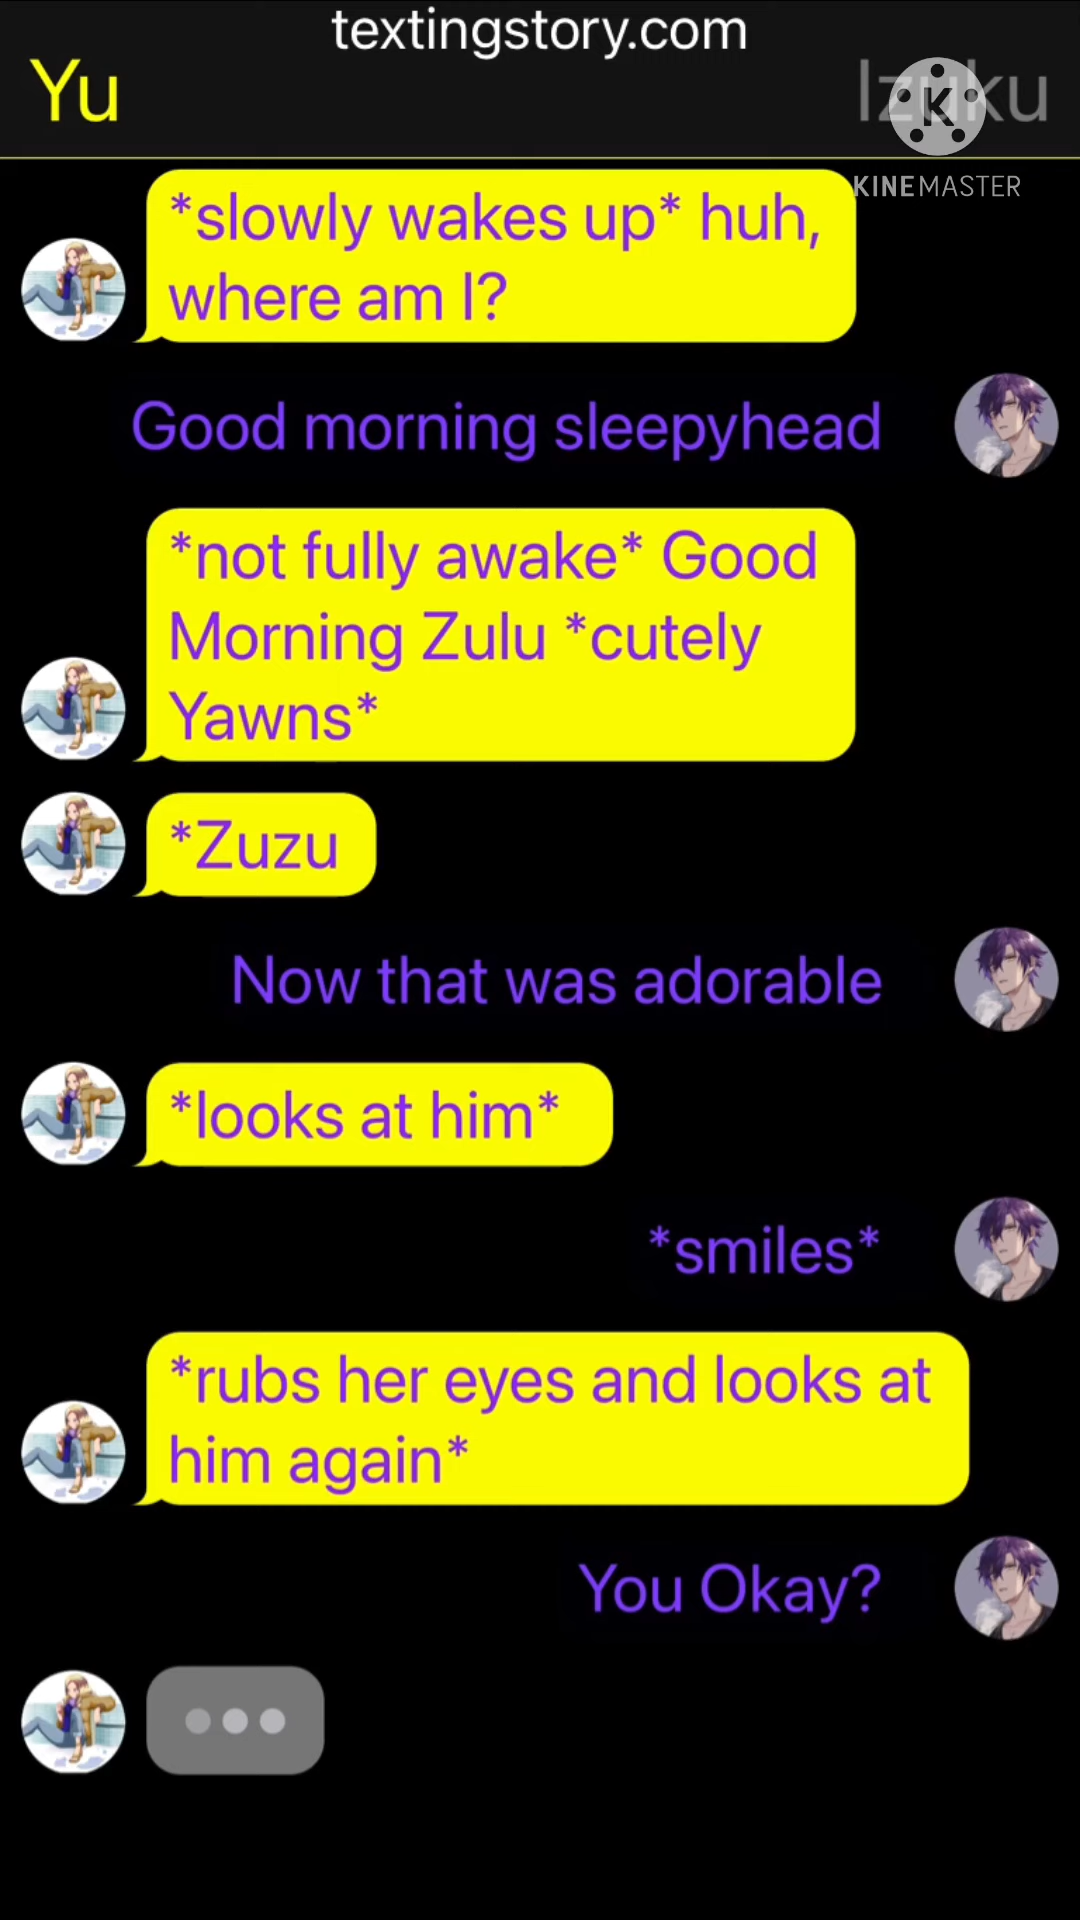 textingstory.com
Yu
Izuku
K
KINEMASTER
*slowly wakes up* huh,
where am I?
Good morning sleepyhead
*not fully awake* Good
Morning Zulu *cutely
Yawns*
*Zuzu
Now that was adorable
*looks at him*
*smiles*
*rubs her eyes and looks at
him again*
You Okay?